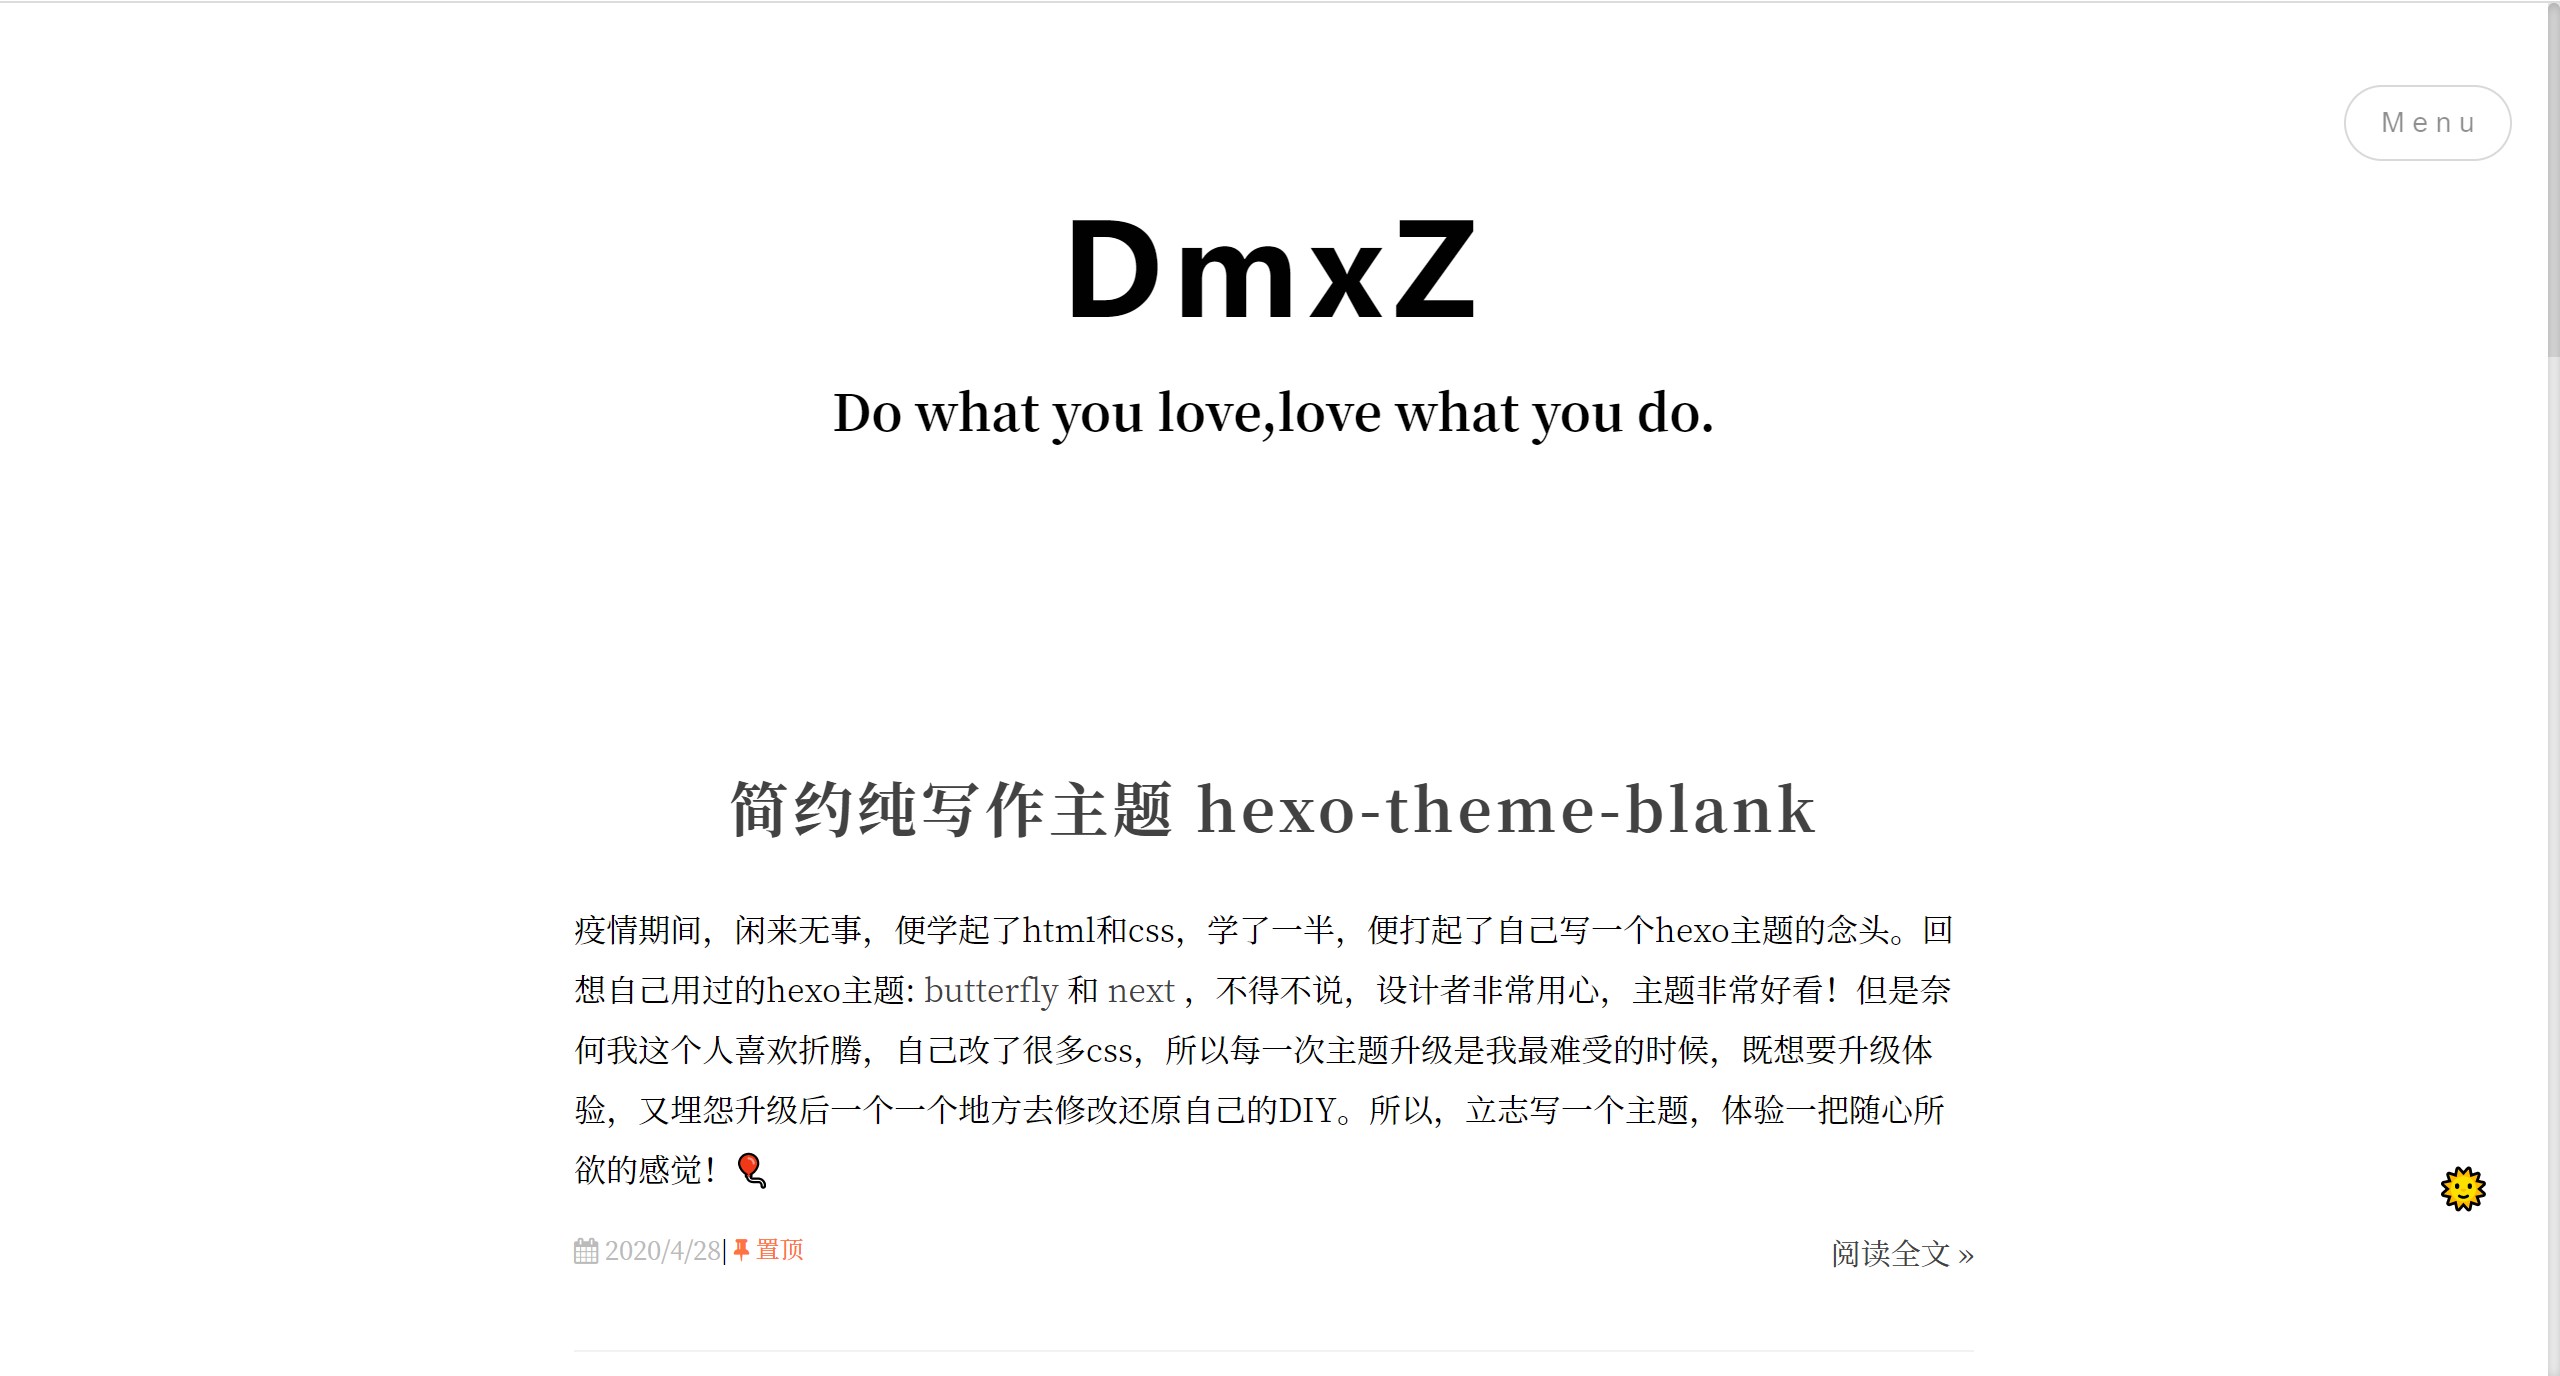 Menu
DmxZ
Do what you love,love what you do.
简约纯写作主题 hexo-theme-blank
疫情期间，闲来无事，便学起了html和css，学了一半，便打起了自己写一个hexo主题的念头。回
想自己用过的hexo主题: butterfly 和 next ，不得不说，设计者非常用心，主题非常好看！但是奈
何我这个人喜欢折腾，自己改了很多css，所以每一次主题升级是我最难受的时候，既想要升级体
验，又埋怨升级后一个一个地方去修改还原自己的DIY。所以，立志写一个主题，体验一把随心所
欲的感觉！🎈
2020/4/28| 置顶
阅读全文 »